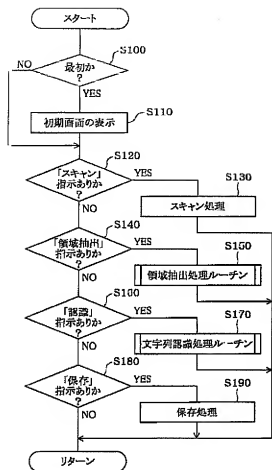 スタート
S100
最初か
?
NO
YES
S110
初期画面の表示
S120
「スキャン」
指示ありか
?
YES
NO
S130
スキャン処理
S140
「領域抽出」
指示ありか
?
YES
NO
S150
領域抽出処理ルーチン
S100
「認識」
指示ありか
?
YES
NO
S170
文字列認識処理ルーチン
S180
「保存」
指示ありか
?
YES
NO
S190
保存処理
リターン